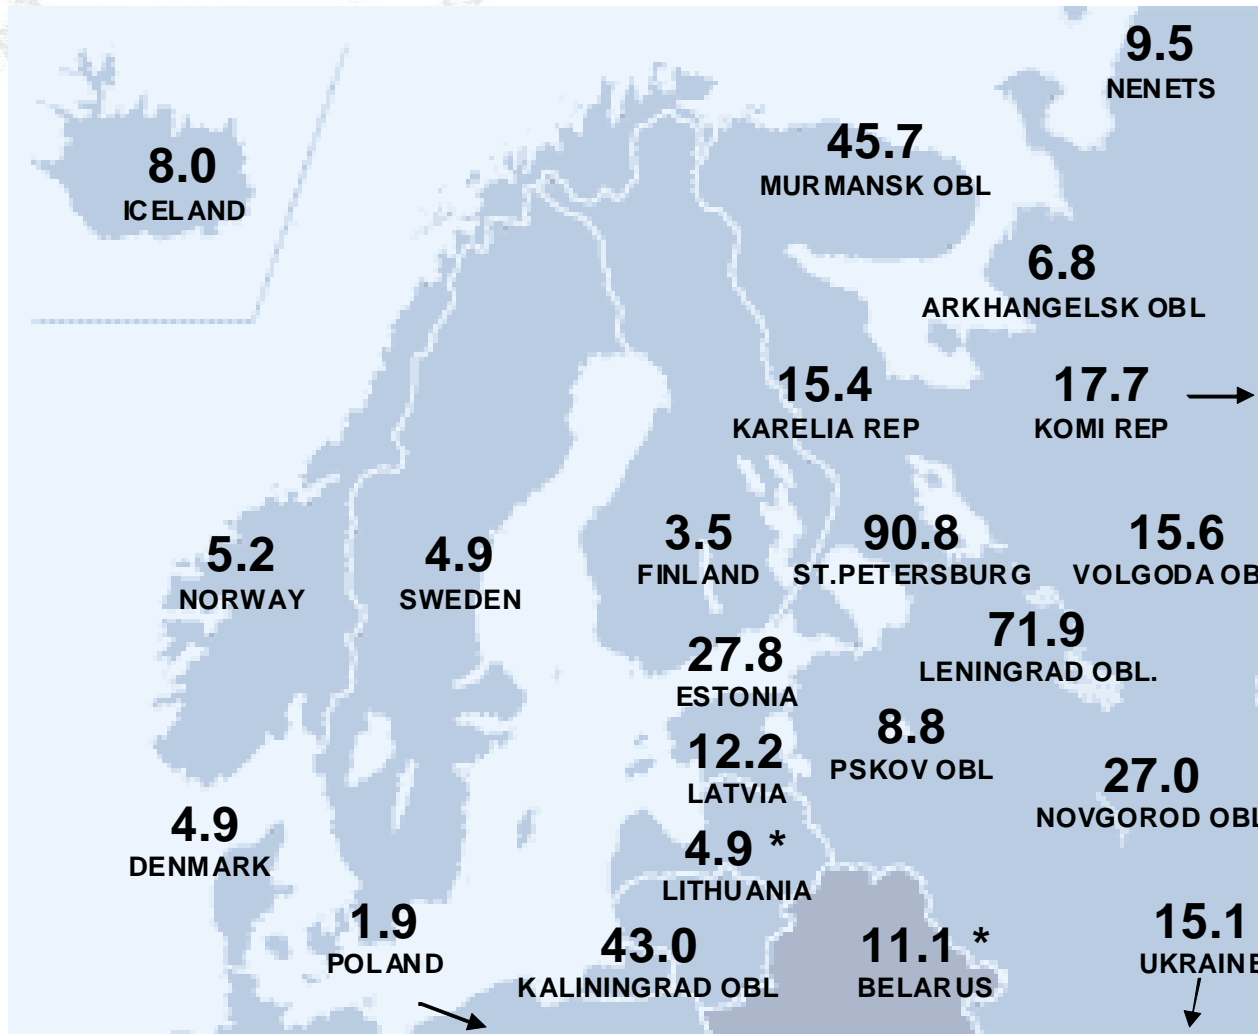 9.5
NENETS
45.7
MURMANSK OBL
8.0
ICELAND
6.8
ARKHANGELSK OBL
15.4
KARELIA REP
17.7
KOMI REP
5.2
NORWAY
4.9
SWEDEN
3.5
FINLAND
90.8
ST.PETERSBURG
15.6
VOLGODA OB
71.9
LENINGRAD OBL.
27.8
ESTONIA
8.8
PSKOV OBL
12.2
LATVIA
27.0
NOVGOROD OBL
4.9
DENMARK
4.9 *
LITHUANIA
1.9
POLAND
43.0
KALININGRAD OBL
11.1 *
BELARUS
15.1
UKRAINE